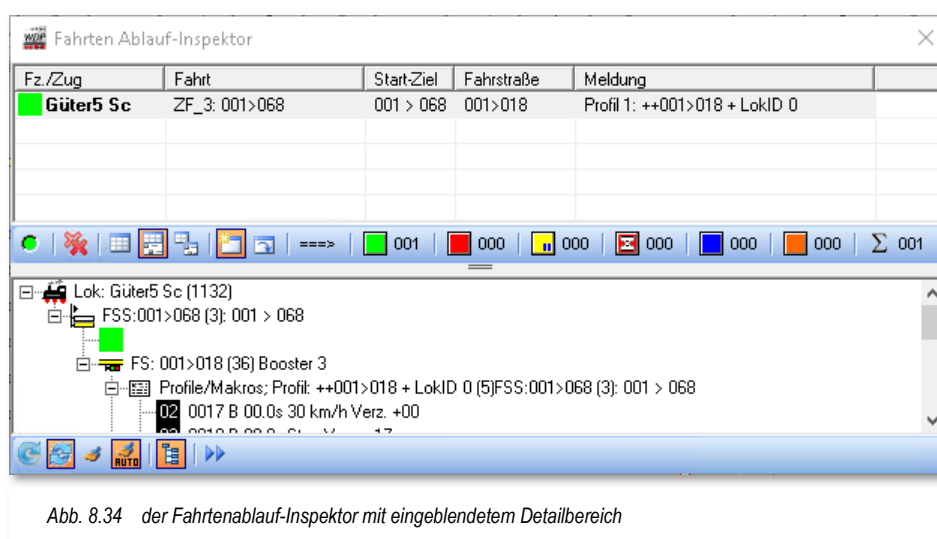 WDP Fahrten Ablauf-Inspektor
Fz./Zug Fahrt Start-Ziel Fahrstraße Meldung
Güter5 Sc ZF_3: 001>068 001 > 068 001>018 Profil 1: ++001>018 + LokID 0
===> 001 000 000 000 000 000 Σ 001
Lok: Güter5 Sc (1132)
FSS:001>068 (3): 001 > 068
FS: 001>018 (36) Booster 3
Profile/Makros; Profil: ++001>018 + LokID 0 (5)FSS:001>068 (3): 001 > 068
02 0017 B 00.0s 30 km/h Verz. +00
AUTO
Abb. 8.34 der Fahrtenablauf-Inspektor mit eingeblendetem Detailbereich